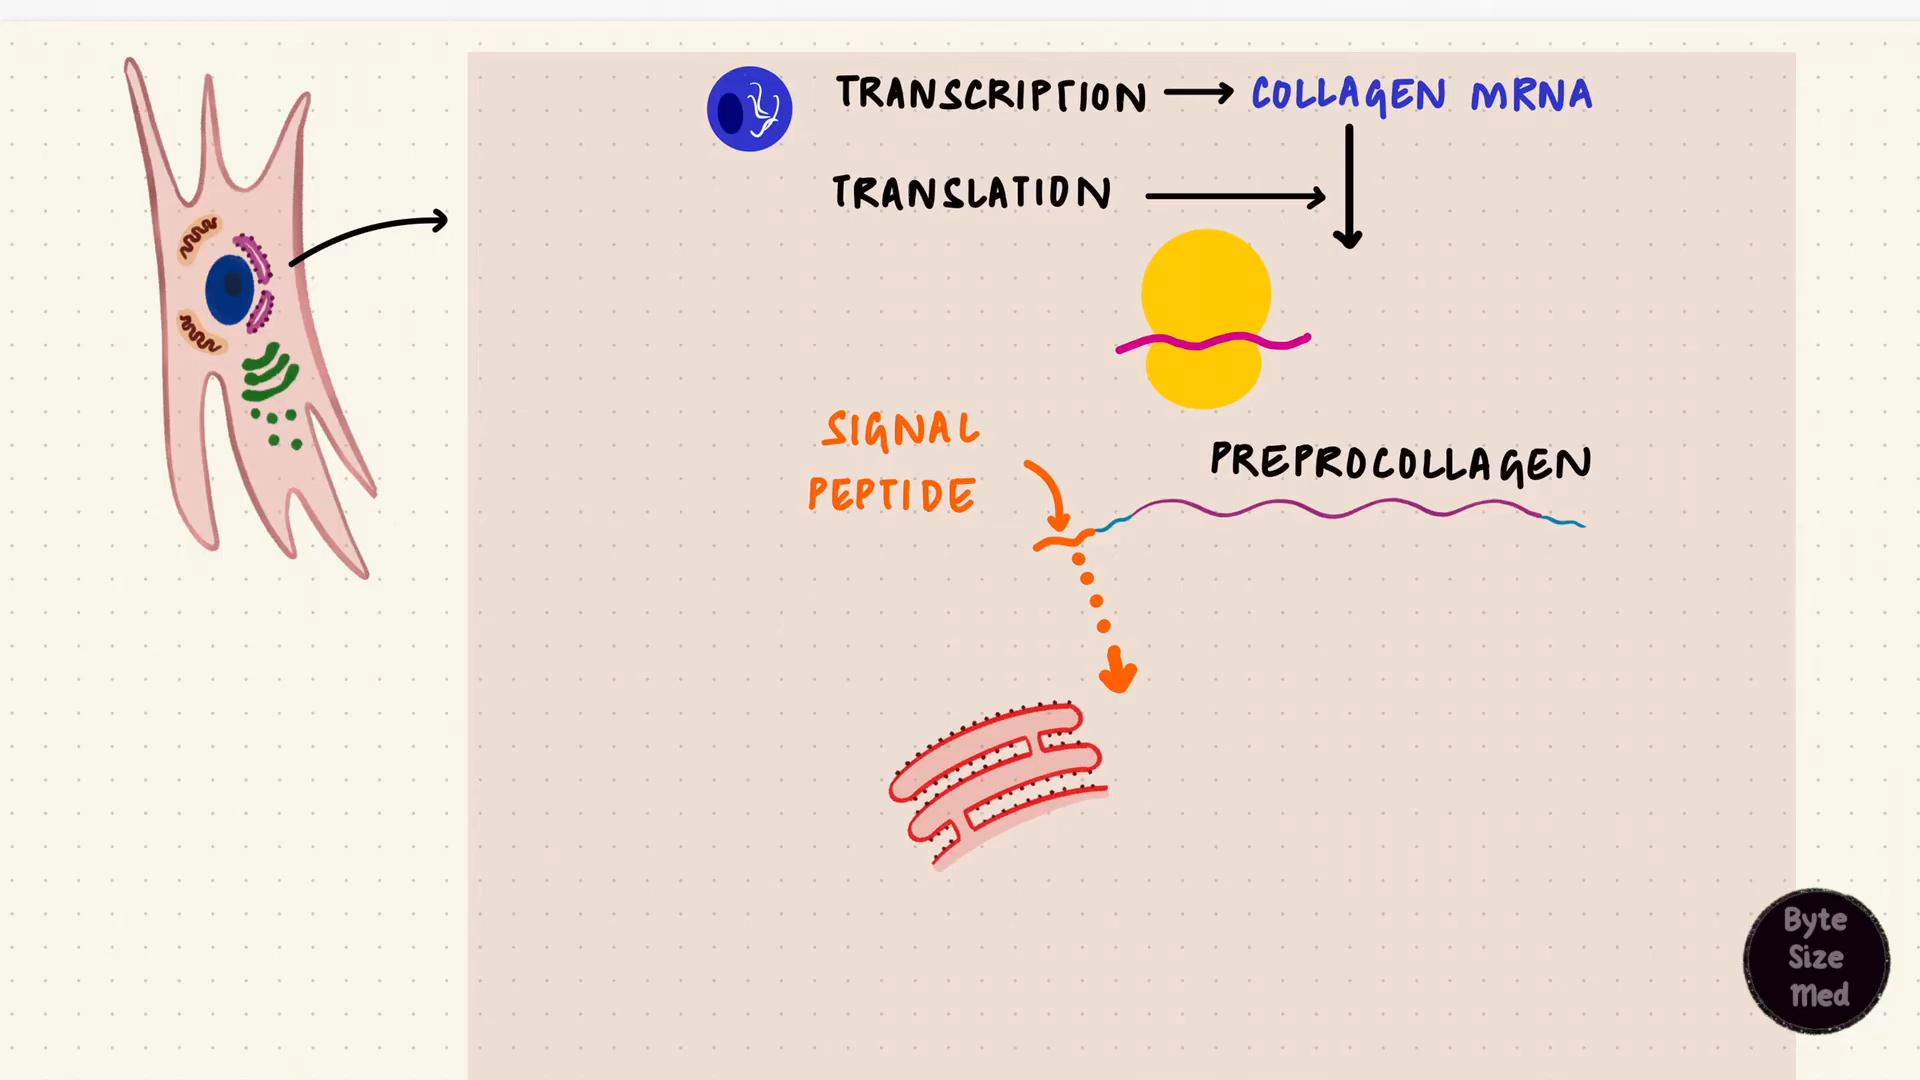 TRANSCRIPTION → COLLAGEN MRNA
TRANSLATION
SIGNAL
PEPTIDE
PREPROCOLLAGEN
Byte
Size
Med